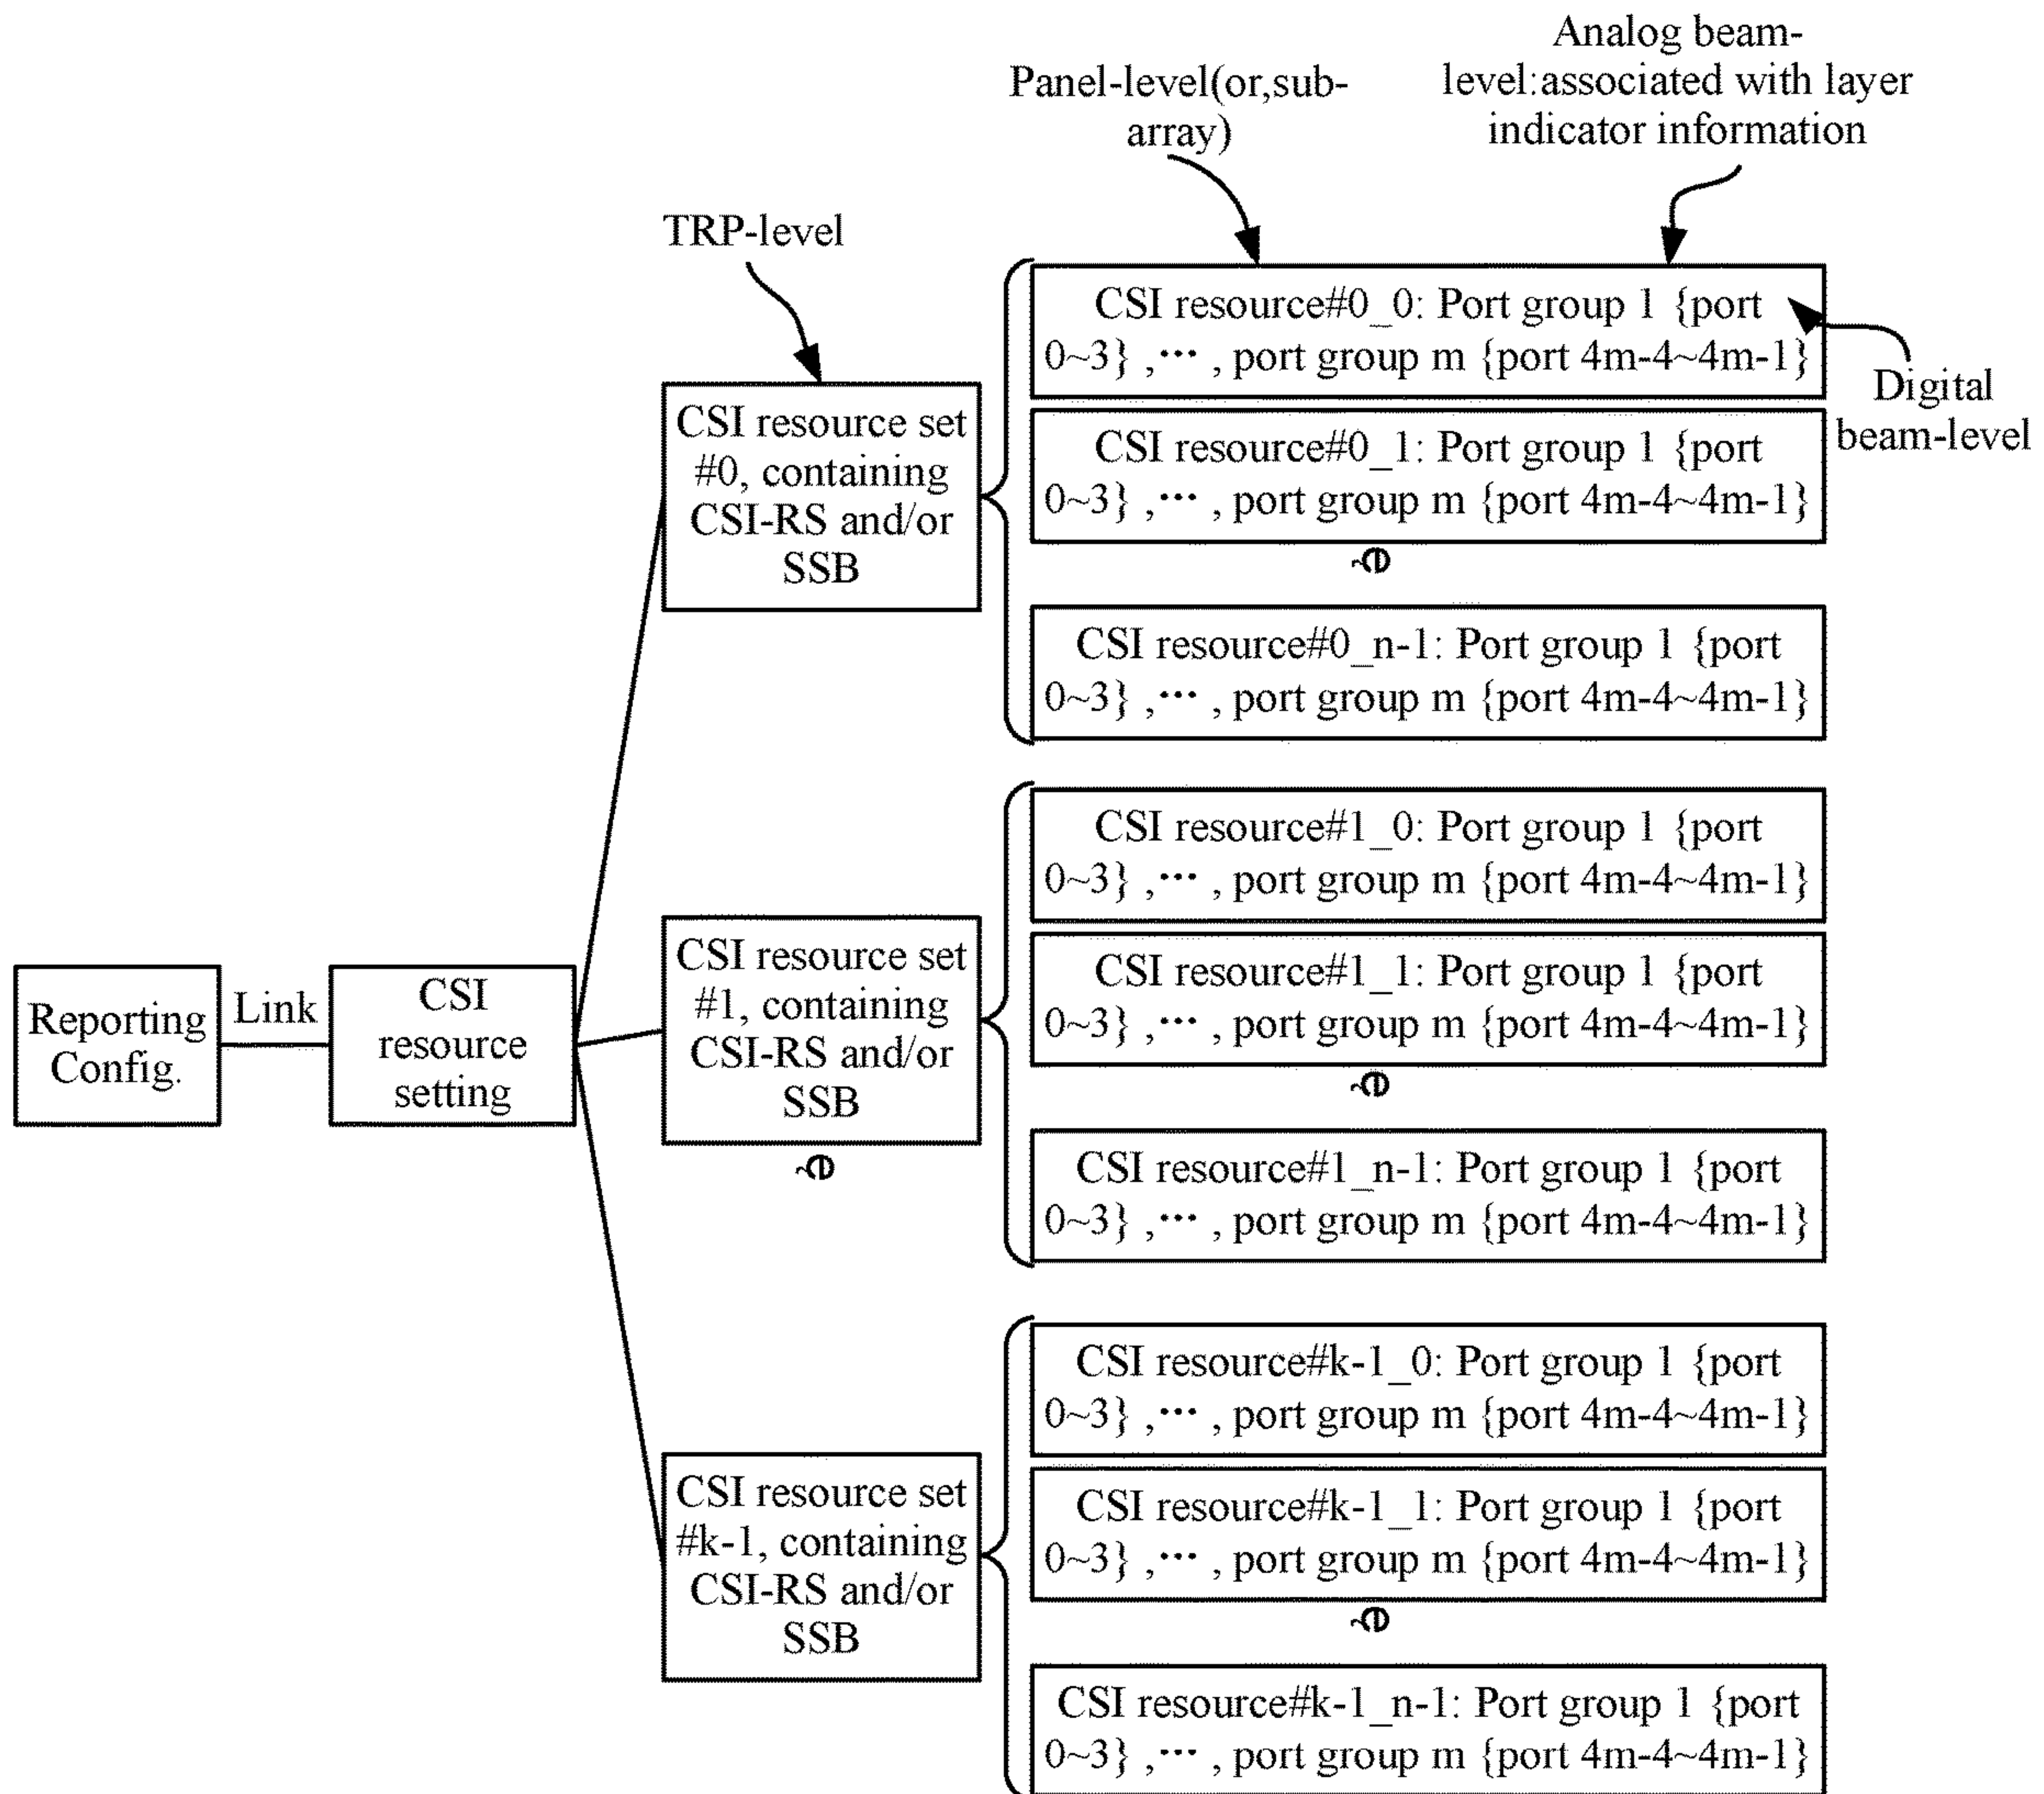 Analog beam-
level:associated with layer
indicator information
Panel-level(or,sub-
array)
TRP-level
Digital
beam-level
Reporting
Config.
Link
CSI
resource
setting
CSI resource set
#0, containing
CSI-RS and/or
SSB
CSI resource#0_0: Port group 1 {port
0~3} ,··· , port group m {port 4m-4~4m-1}
CSI resource#0_1: Port group 1 {port
0~3} ,··· , port group m {port 4m-4~4m-1}
CSI resource#0_n-1: Port group 1 {port
0~3} ,··· , port group m {port 4m-4~4m-1}
CSI resource set
#1, containing
CSI-RS and/or
SSB
CSI resource#1_0: Port group 1 {port
0~3} ,··· , port group m {port 4m-4~4m-1}
CSI resource#1_1: Port group 1 {port
0~3} ,··· , port group m {port 4m-4~4m-1}
CSI resource#1_n-1: Port group 1 {port
0~3} ,··· , port group m {port 4m-4~4m-1}
CSI resource set
#k-1, containing
CSI-RS and/or
SSB
CSI resource#k-1_0: Port group 1 {port
0~3} ,··· , port group m {port 4m-4~4m-1}
CSI resource#k-1_1: Port group 1 {port
0~3} ,··· , port group m {port 4m-4~4m-1}
CSI resource#k-1_n-1: Port group 1 {port
0~3} ,··· , port group m {port 4m-4~4m-1}